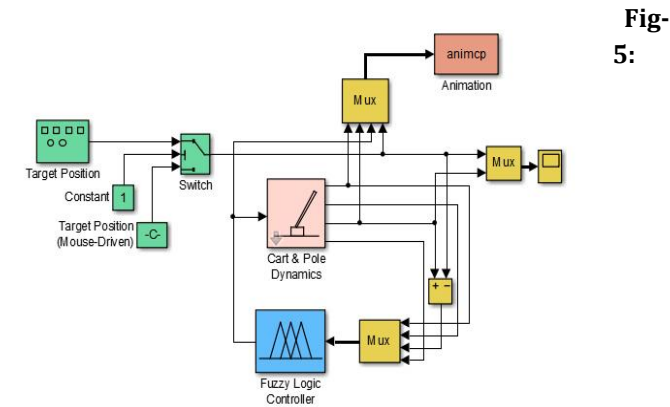 Fig-
5:
animcp
Animation
Mux
Target Position
Switch
Constant
1
Target Position
(Mouse-Driven)
-C-
Mux
Cart & Pole
Dynamics
+ −
Mux
Fuzzy Logic
Controller